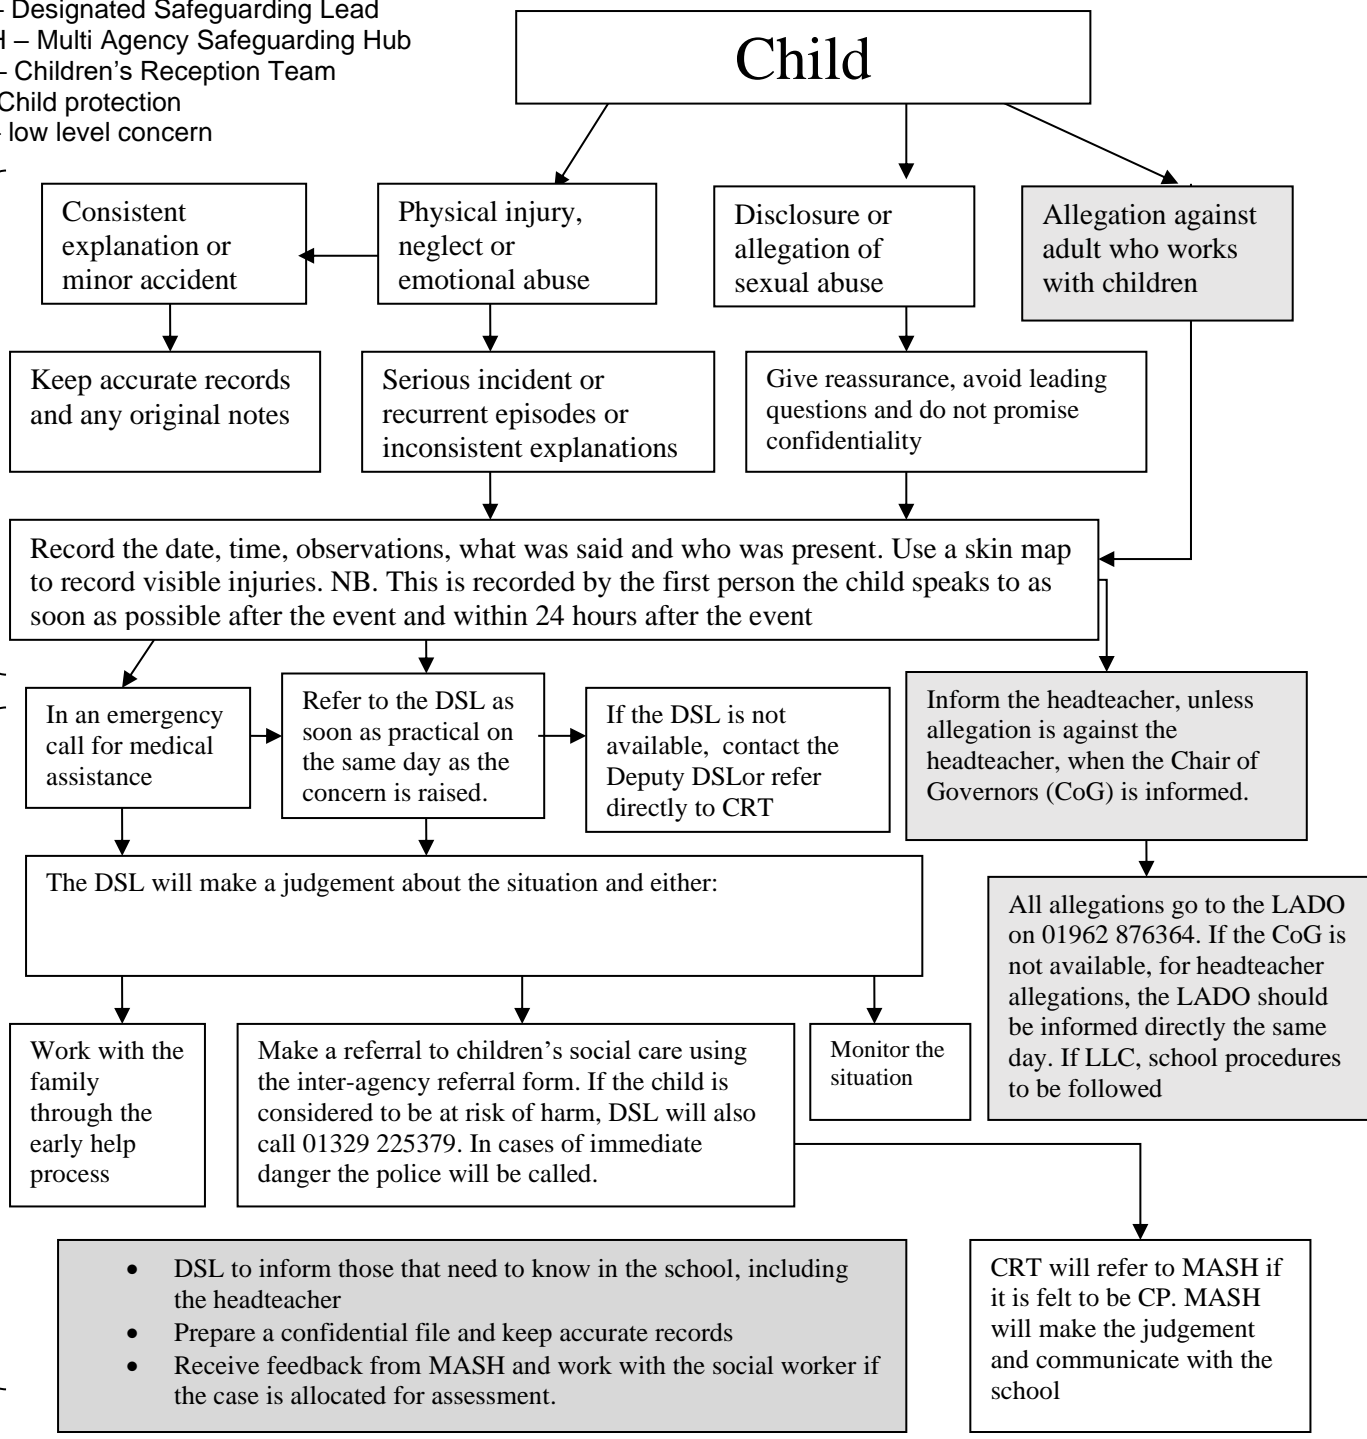 – Designated Safeguarding Lead
H – Multi Agency Safeguarding Hub
– Children’s Reception Team
Child protection
– low level concern
Child
Consistent
explanation or
minor accident
Physical injury,
neglect or
emotional abuse
Disclosure or
allegation of
sexual abuse
Allegation against
adult who works
with children
Keep accurate records
and any original notes
Serious incident or
recurrent episodes or
inconsistent explanations
Give reassurance, avoid leading
questions and do not promise
confidentiality
Record the date, time, observations, what was said and who was present. Use a skin map
to record visible injuries. NB. This is recorded by the first person the child speaks to as
soon as possible after the event and within 24 hours after the event
In an emergency
call for medical
assistance
Refer to the DSL as
soon as practical on
the same day as the
concern is raised.
If the DSL is not
available, contact the
Deputy DSLor refer
directly to CRT
Inform the headteacher, unless
allegation is against the
headteacher, when the Chair of
Governors (CoG) is informed.
The DSL will make a judgement about the situation and either:
All allegations go to the LADO
on 01962 876364. If the CoG is
not available, for headteacher
allegations, the LADO should
be informed directly the same
day. If LLC, school procedures
to be followed
Work with the
family
through the
early help
process
Make a referral to children’s social care using
the inter-agency referral form. If the child is
considered to be at risk of harm, DSL will also
call 01329 225379. In cases of immediate
danger the police will be called.
Monitor the
situation
• DSL to inform those that need to know in the school, including
the headteacher
• Prepare a confidential file and keep accurate records
• Receive feedback from MASH and work with the social worker if
the case is allocated for assessment.
CRT will refer to MASH if
it is felt to be CP. MASH
will make the judgement
and communicate with the
school